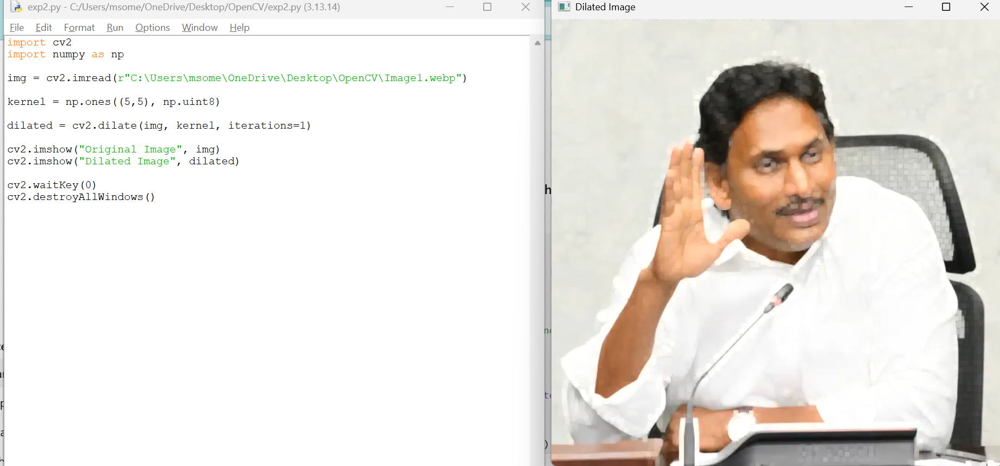 exp2.py - C:/Users/msome/OneDrive/Desktop/OpenCV/exp2.py (3.13.14)
File Edit Format Run Options Window Help
import cv2
import numpy as np
img = cv2.imread(r"C:\Users\msome\OneDrive\Desktop\OpenCV\Image1.webp")
kernel = np.ones((5,5), np.uint8)
dilated = cv2.dilate(img, kernel, iterations=1)
cv2.imshow("Original Image", img)
cv2.imshow("Dilated Image", dilated)
cv2.waitKey(0)
cv2.destroyAllWindows()
Dilated Image